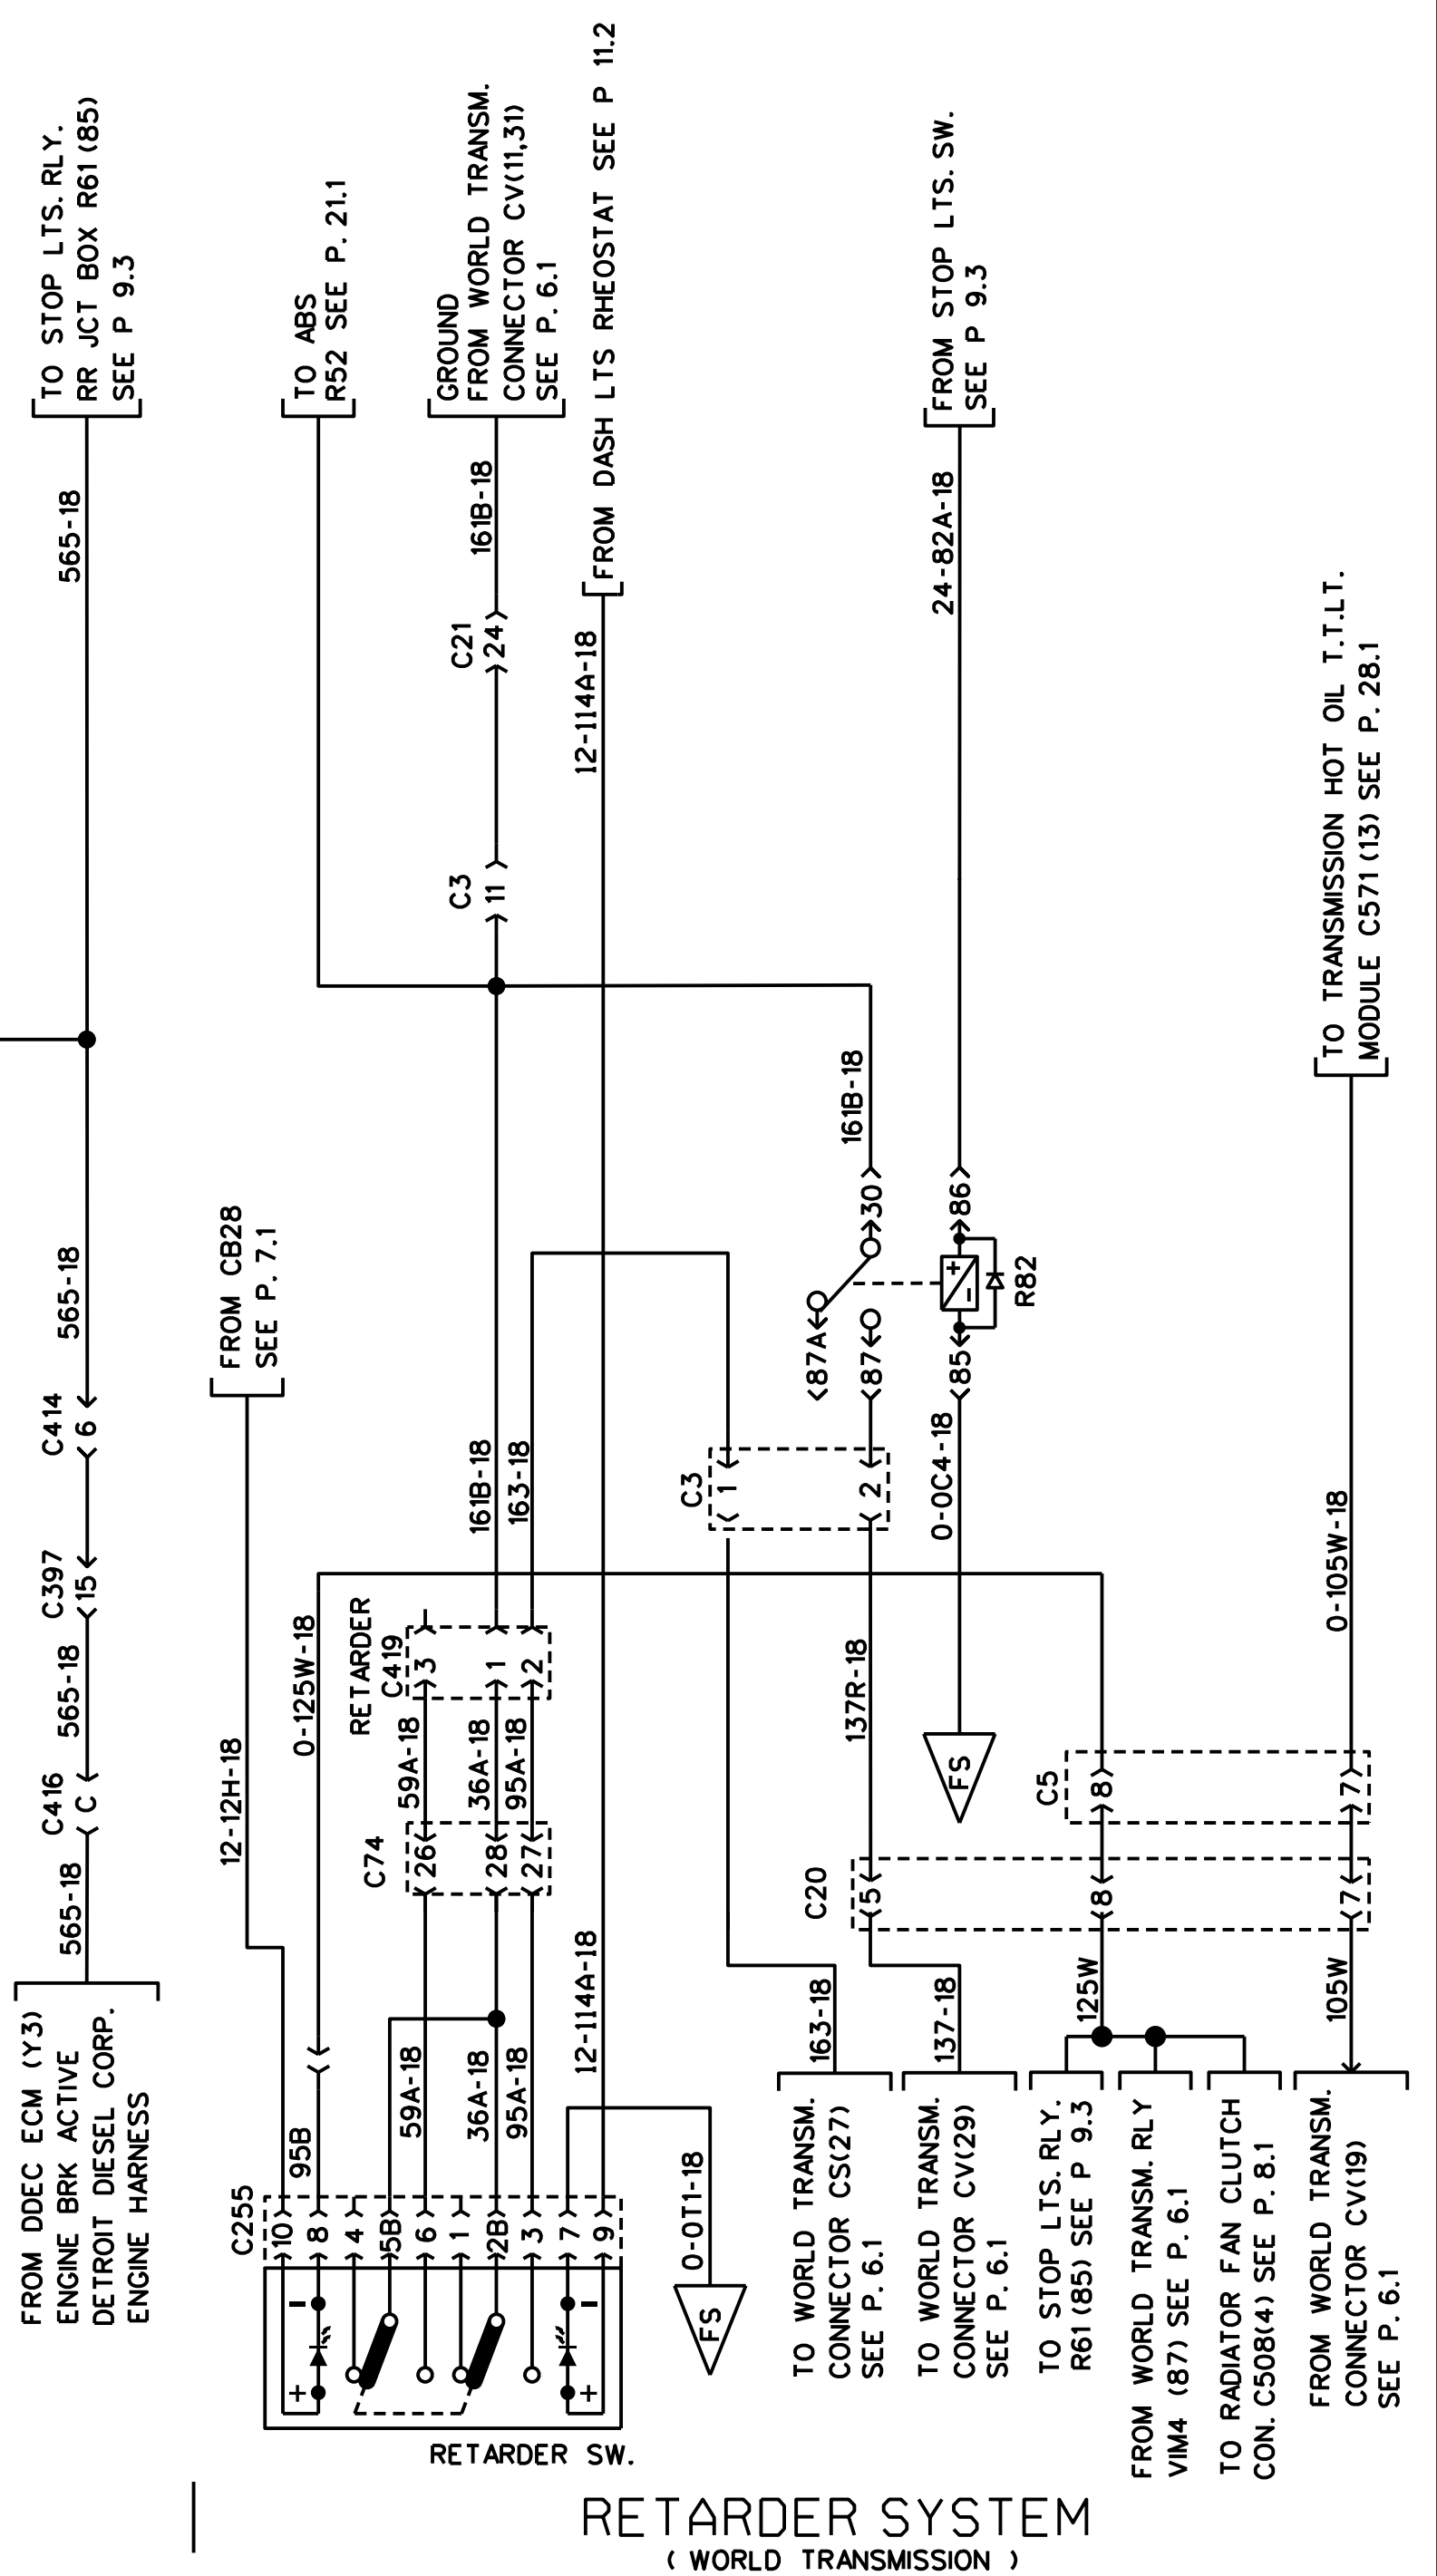 TO STOP LTS. RLY.
RR JCT BOX R61 (85)
SEE P 9.3
565-18
565-18
C414
6
C397
15
565-18
C416
C
565-18
FROM DDEC ECM (Y3)
ENGINE BRK ACTIVE
DETROIT DIESEL CORP.
ENGINE HARNESS
TO ABS
R52 SEE P. 21.1
GROUND
FROM WORLD TRANSM.
CONNECTOR CV(11,31)
SEE P. 6.1
161B-18
C21
24
C3
11
FROM DASH LTS RHEOSTAT SEE P 11.2
12-114A-18
FROM STOP LTS. SW.
SEE P 9.3
24-82A-18
TO TRANSMISSION HOT OIL T.T.LT.
MODULE C571 (13) SEE P. 28.1
FROM CB28
SEE P. 7.1
12-12H-18
0-125W-18
95B
161B-18
163-18
RETARDER
C419
3
1
2
59A-18
36A-18
95A-18
C74
26
28
27
59A-18
36A-18
95A-18
12-114A-18
161B-18
30
87A
87
86
85
+
-
R82
C3
1
2
0-0C4-18
FS
137R-18
0-105W-18
C5
8
7
C20
5
8
7
163-18
137-18
125W
105W
C255
10
8
4
5B
6
1
2B
3
7
9
-
+
-
+
RETARDER SW.
0-0T1-18
FS
TO WORLD TRANSM.
CONNECTOR CS(27)
SEE P. 6.1
TO WORLD TRANSM.
CONNECTOR CV(29)
SEE P. 6.1
TO STOP LTS. RLY.
R61 (85) SEE P 9.3
FROM WORLD TRANSM. RLY
VIM4 (87) SEE P. 6.1
TO RADIATOR FAN CLUTCH
CON. C508(4) SEE P. 8.1
FROM WORLD TRANSM.
CONNECTOR CV(19)
SEE P. 6.1
RETARDER SYSTEM
( WORLD TRANSMISSION )